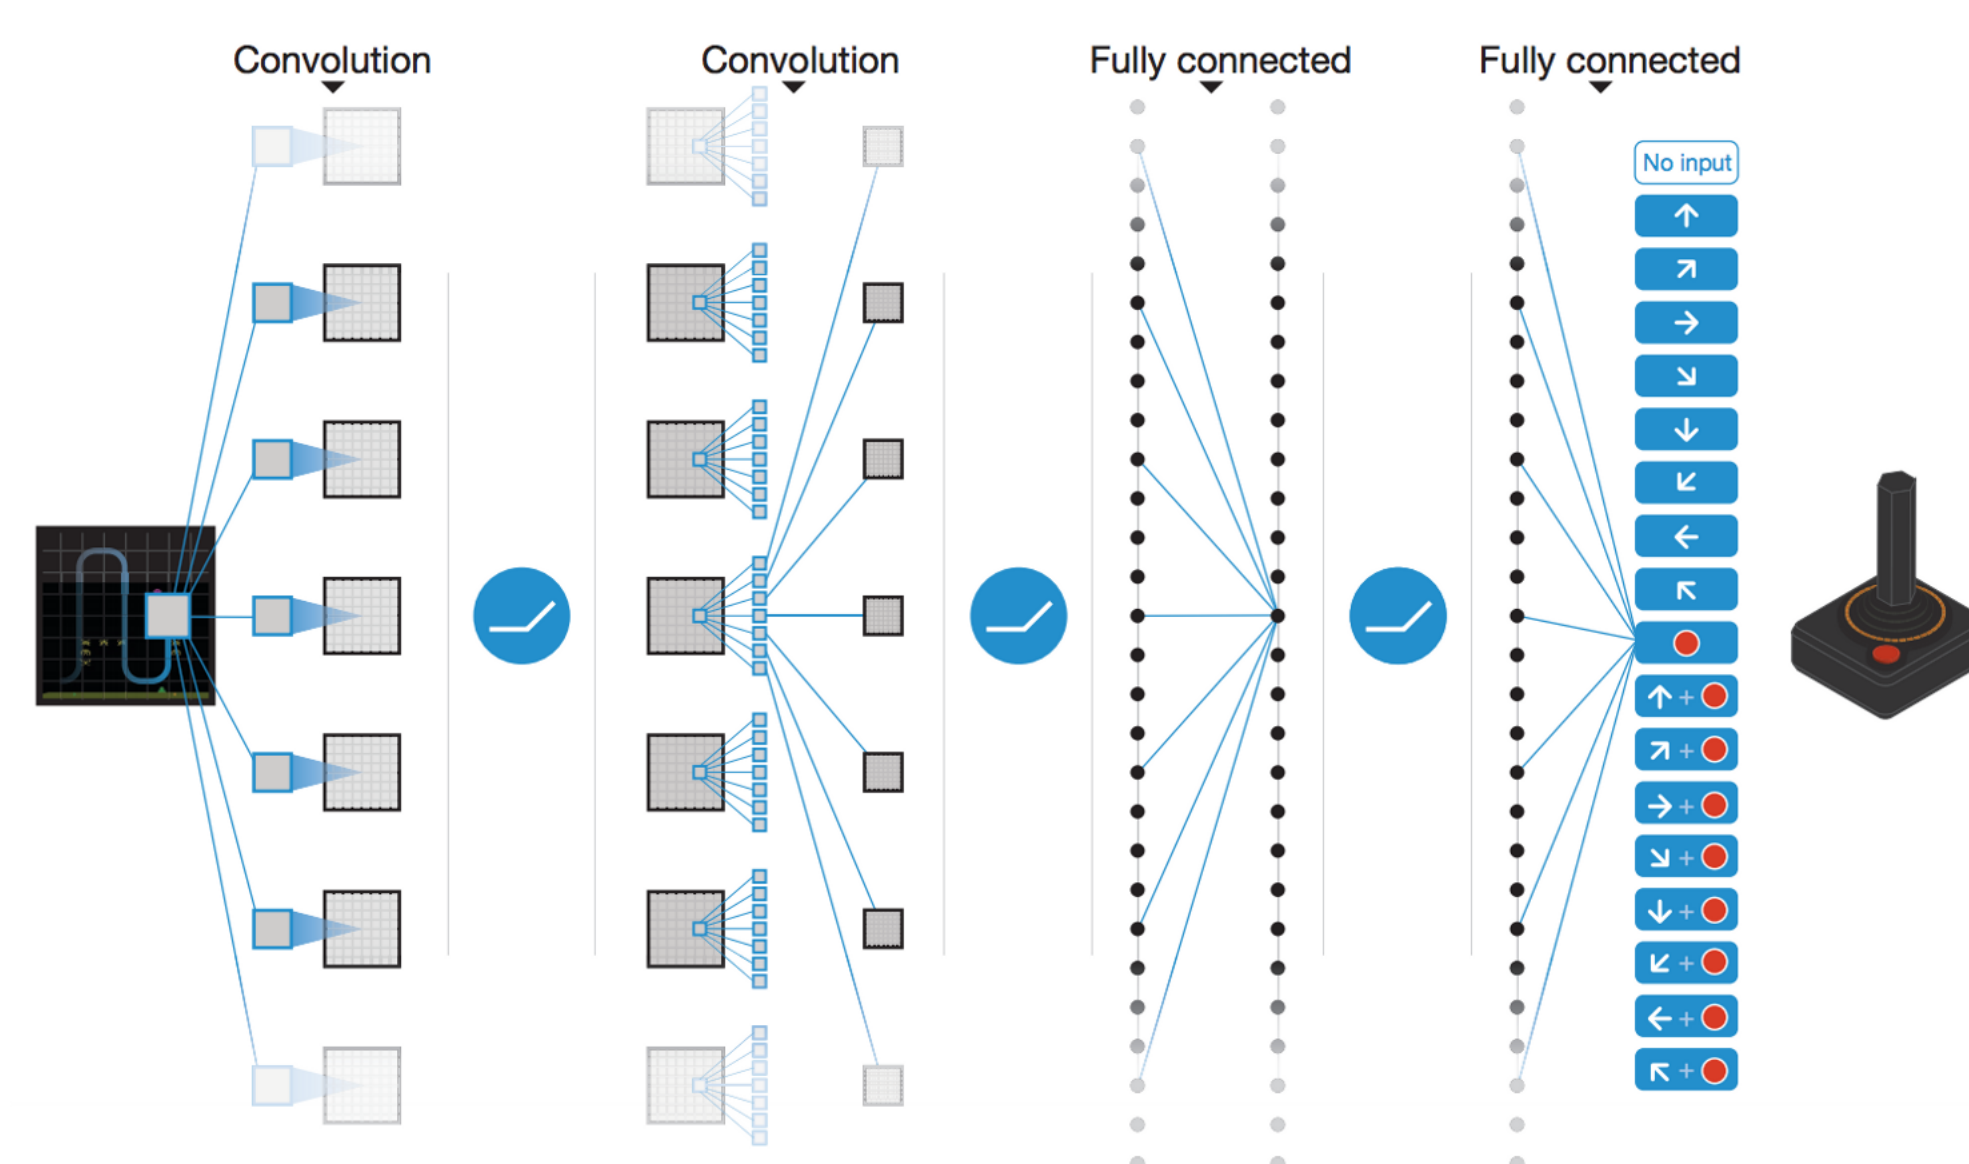 Convolution
Convolution
Fully connected
Fully connected
No input
+
+
+
+
+
+
+
+